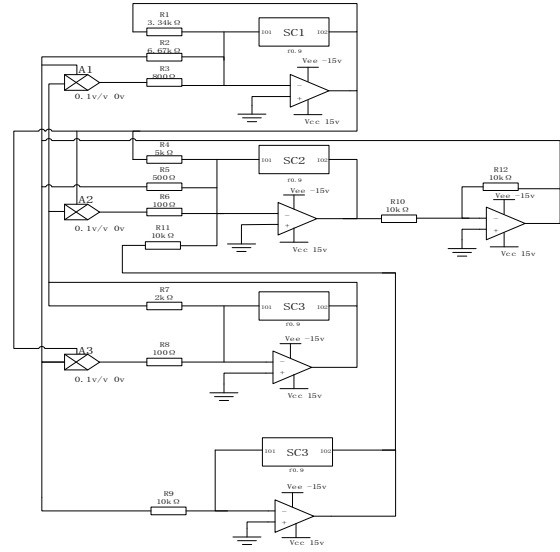 R1
3.34kΩ
IO1 SC1 IO2
r0.9
R2
6.67kΩ
Vee -15v
A1
R3
800Ω
0.1v/v 0v
Vcc 15v
R4
5kΩ
IO1 SC2 IO2
r0.9
R12
10kΩ
R5
500Ω
Vee -15v
Vee -15v
A2
R6
100Ω
R10
10kΩ
0.1v/v 0v
R11
10kΩ
Vcc 15v
Vcc 15v
R7
2kΩ
IO1 SC3 IO2
r0.9
Vee -15v
A3
R8
100Ω
0.1v/v 0v
Vcc 15v
IO1 SC3 IO2
r0.9
Vee -15v
R9
10kΩ
Vcc 15v